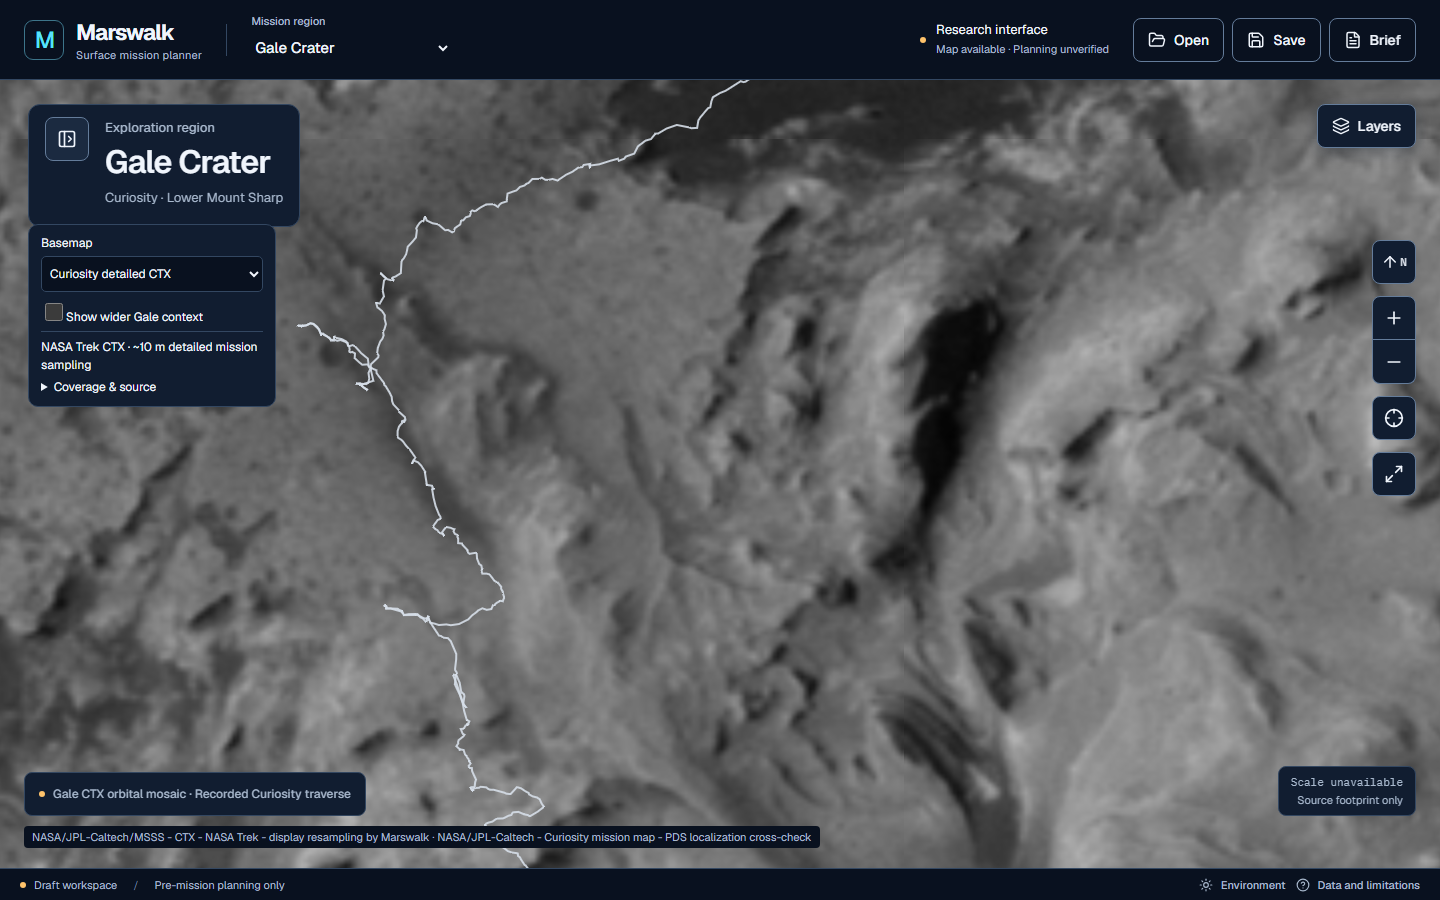 M
Marswalk
Surface mission planner
Mission region
Gale Crater
Research interface
Map available · Planning unverified
Open
Save
Brief
Exploration region
Gale Crater
Curiosity · Lower Mount Sharp
Layers
Basemap
Curiosity detailed CTX
Show wider Gale context
NASA Trek CTX · ~10 m detailed mission
sampling
Coverage & source
N
+
−
Gale CTX orbital mosaic · Recorded Curiosity traverse
Scale unavailable
Source footprint only
NASA/JPL-Caltech/MSSS - CTX - NASA Trek - display resampling by Marswalk · NASA/JPL-Caltech - Curiosity mission map - PDS localization cross-check
Draft workspace / Pre-mission planning only
Environment
Data and limitations